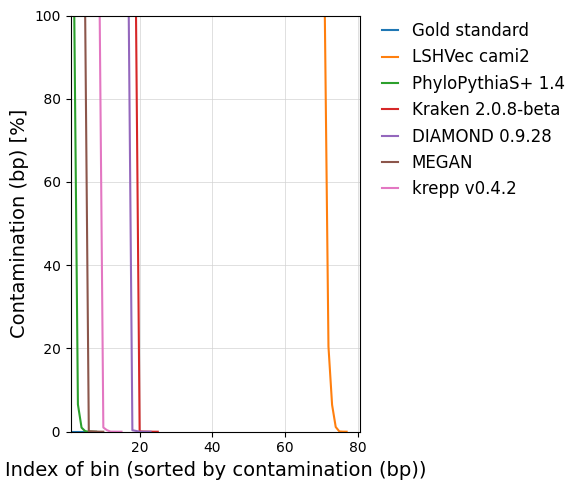 100
80
60
40
20
0
Contamination (bp) [%]
20 40 60 80
Index of bin (sorted by contamination (bp))
Gold standard
LSHVec cami2
PhyloPythiaS+ 1.4
Kraken 2.0.8-beta
DIAMOND 0.9.28
MEGAN
krepp v0.4.2